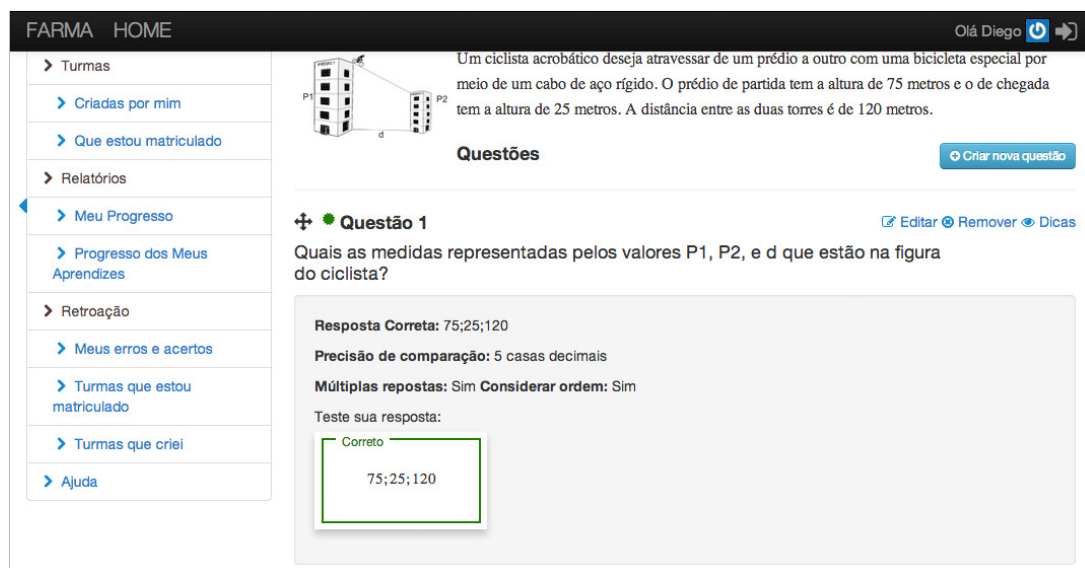 FARMA HOME
Olá Diego
Turmas
Criadas por mim
Que estou matriculado
Relatórios
Meu Progresso
Progresso dos Meus
Aprendizes
Retroação
Meus erros e acertos
Turmas que estou
matriculado
Turmas que criei
Ajuda
P1
P2
d
Um ciclista acrobático deseja atravessar de um prédio a outro com uma bicicleta especial por
meio de um cabo de aço rígido. O prédio de partida tem a altura de 75 metros e o de chegada
tem a altura de 25 metros. A distância entre as duas torres é de 120 metros.
Questões
Criar nova questão
Questão 1
Editar Remover Dicas
Quais as medidas representadas pelos valores P1, P2, e d que estão na figura
do ciclista?
Resposta Correta: 75;25;120
Precisão de comparação: 5 casas decimais
Múltiplas repostas: Sim Considerar ordem: Sim
Teste sua resposta:
Correto
75;25;120